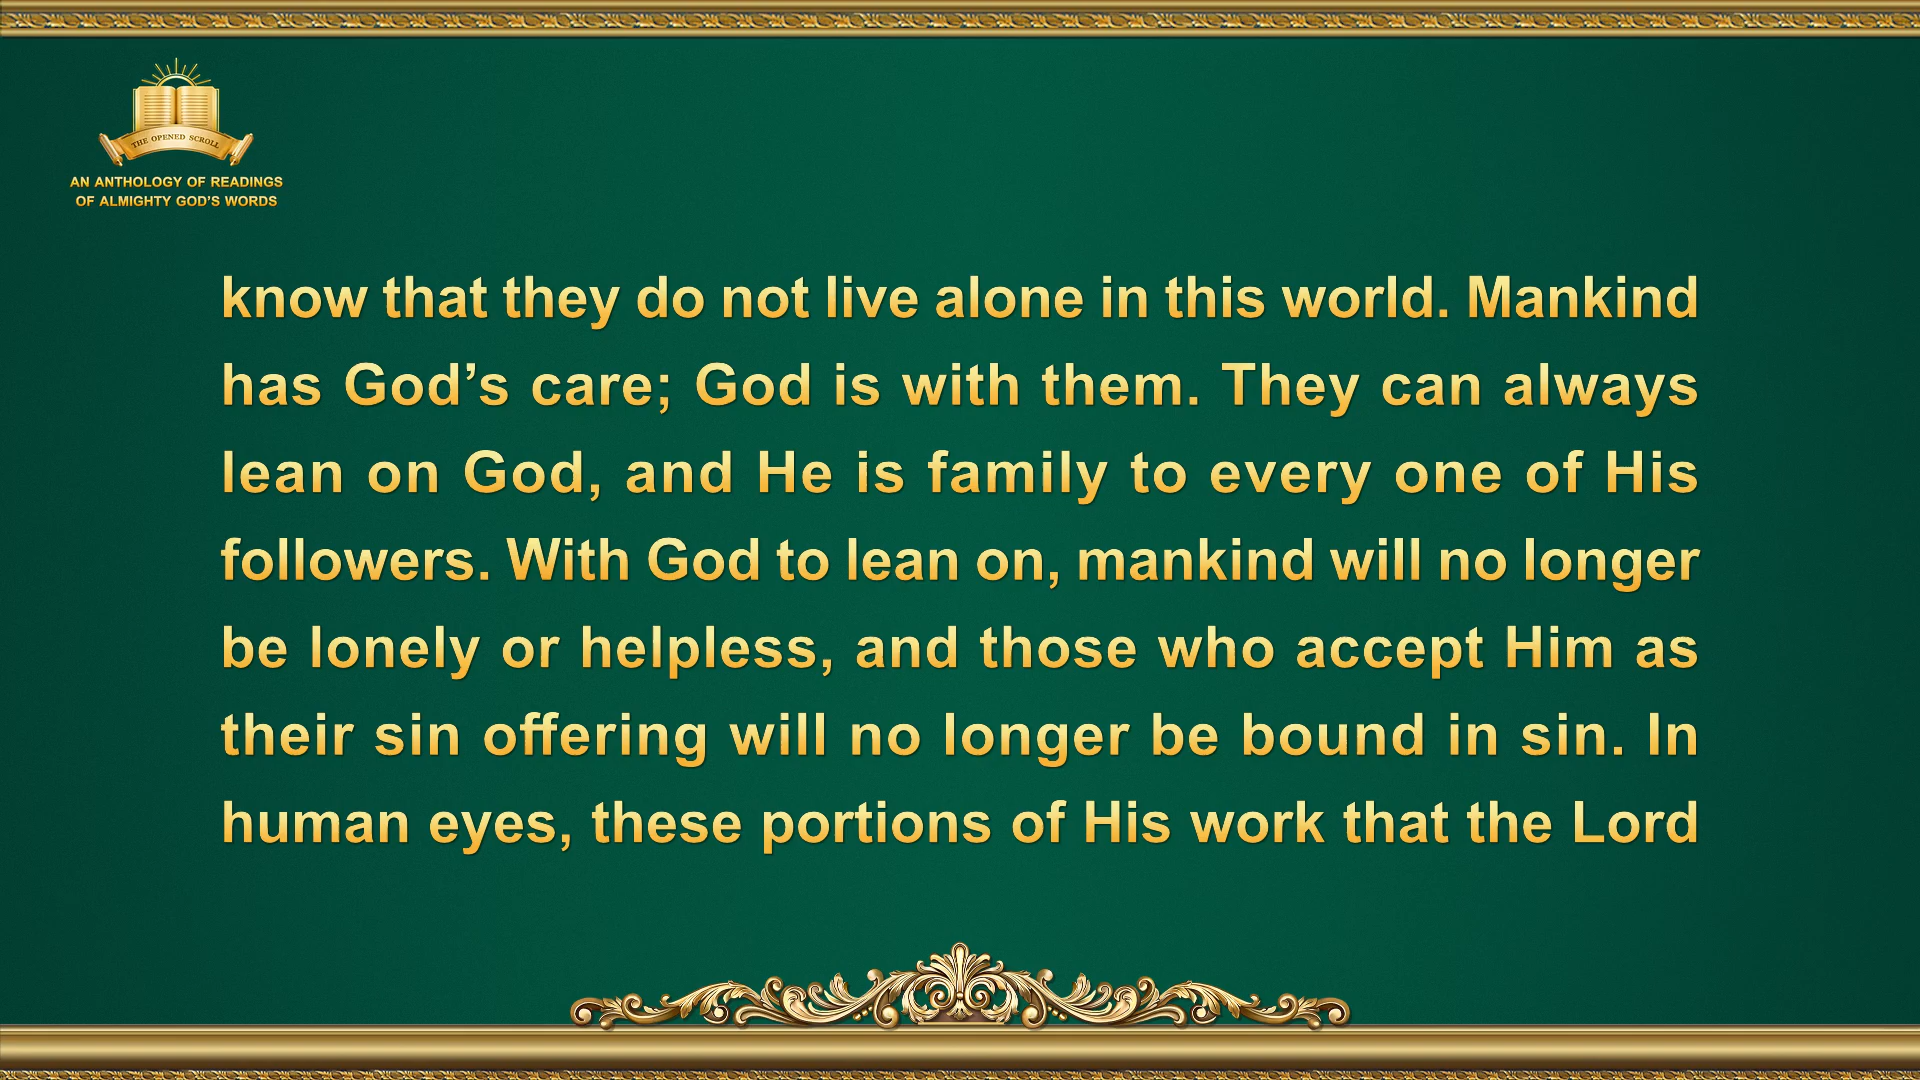 THE OPENED SCROLL
AN ANTHOLOGY OF READINGS
OF ALMIGHTY GOD'S WORDS
know that they do not live alone in this world. Mankind
has God’s care; God is with them. They can always
lean on God, and He is family to every one of His
followers. With God to lean on, mankind will no longer
be lonely or helpless, and those who accept Him as
their sin offering will no longer be bound in sin. In
human eyes, these portions of His work that the Lord